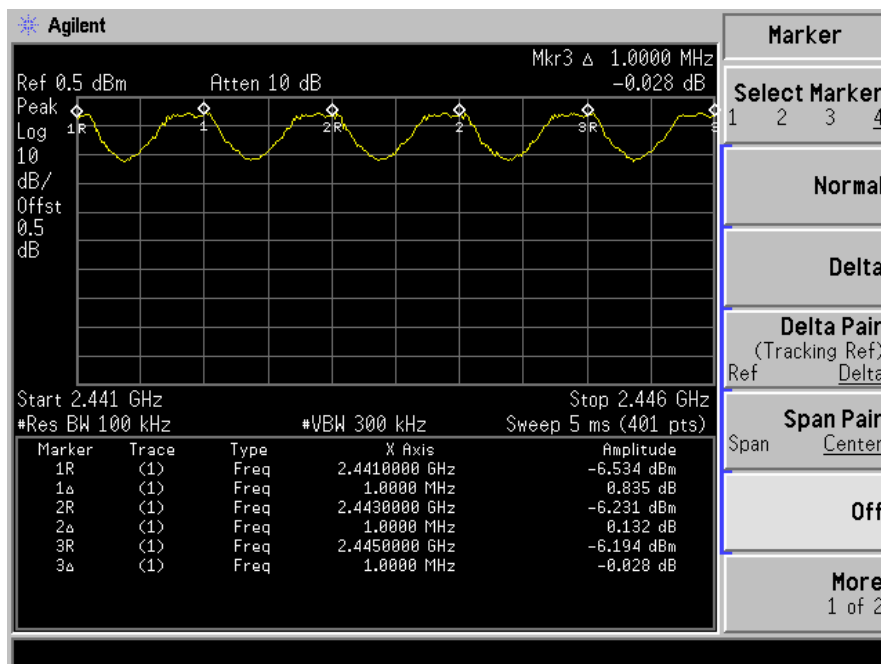 Agilent
Mkr3 Δ 1.0000 MHz
Ref 0.5 dBm Atten 10 dB -0.028 dB
Peak
Log
10
dB/
Offst
0.5
dB
1R 1 2R 2 3R 3
Start 2.441 GHz Stop 2.446 GHz
#Res BW 100 kHz #VBW 300 kHz Sweep 5 ms (401 pts)
Marker Trace Type X Axis Amplitude
1R (1) Freq 2.4410000 GHz -6.534 dBm
1Δ (1) Freq 1.0000 MHz 0.835 dB
2R (1) Freq 2.4430000 GHz -6.231 dBm
2Δ (1) Freq 1.0000 MHz 0.132 dB
3R (1) Freq 2.4450000 GHz -6.194 dBm
3Δ (1) Freq 1.0000 MHz -0.028 dB
Marker
Select Marker
1 2 3 4
Normal
Delta
Delta Pair
(Tracking Ref)
Ref Delta
Span Pair
Span Center
Off
More
1 of 2